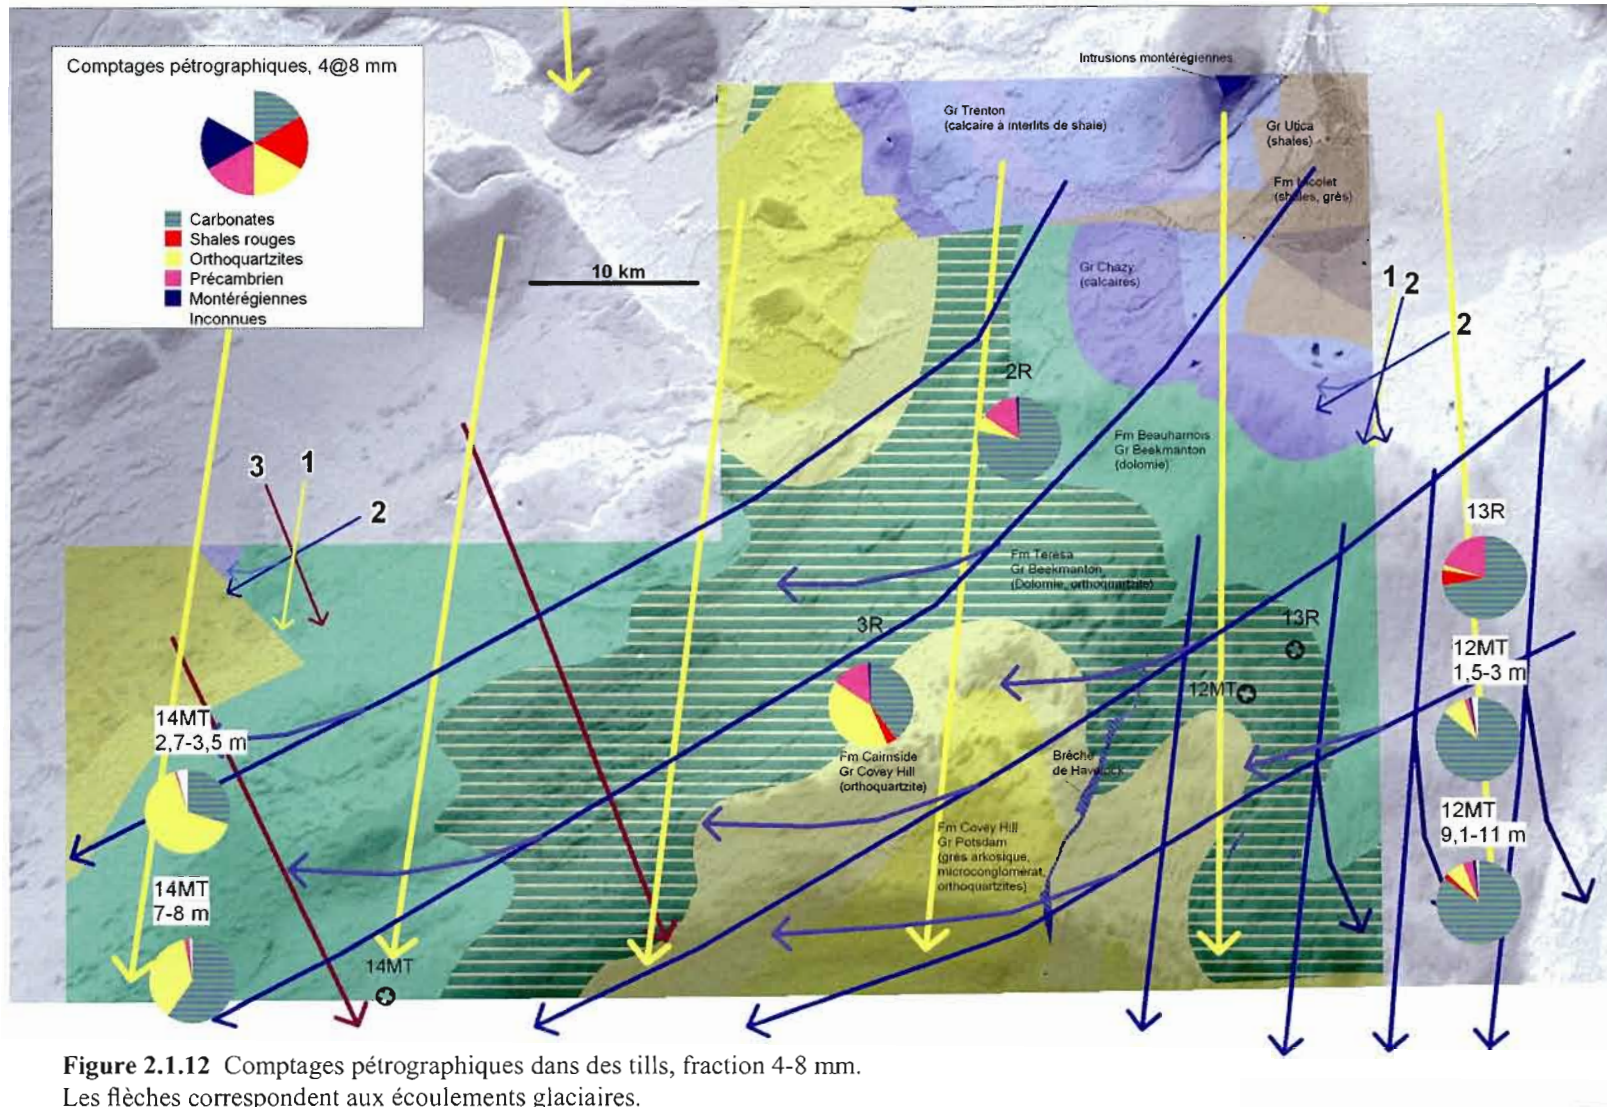 Comptages pétrographiques, 4@8 mm
Carbonates
Shales rouges
Orthoquartzites
Précambrien
Montérégiennes
Inconnues
10 km
Intrusions montérégiennes
Gr Trenton
(calcaire à interlits de shale)
Gr Utica
(shales)
Fm Nicolet
(shales, grès)
Gr Chazy
(calcaires)
1
2
2
2R
Fm Beauharnois
Gr Beekmanton
(dolomie)
3
1
2
13R
Fm Teresa
Gr Beekmanton
(Dolomie, orthoquartzite)
3R
13R
12MT
12MT
1,5-3 m
14MT
2,7-3,5 m
Fm Cairnside
Gr Covey Hill
(orthoquartzite)
Brèche
de Havelock
12MT
9,1-11 m
Fm Covey Hill
Gr Potsdam
(grès arkosique,
microconglomérat,
orthoquartzites)
14MT
7-8 m
14MT
Figure 2.1.12 Comptages pétrographiques dans des tills, fraction 4-8 mm.
Les flèches correspondent aux écoulements glaciaires.